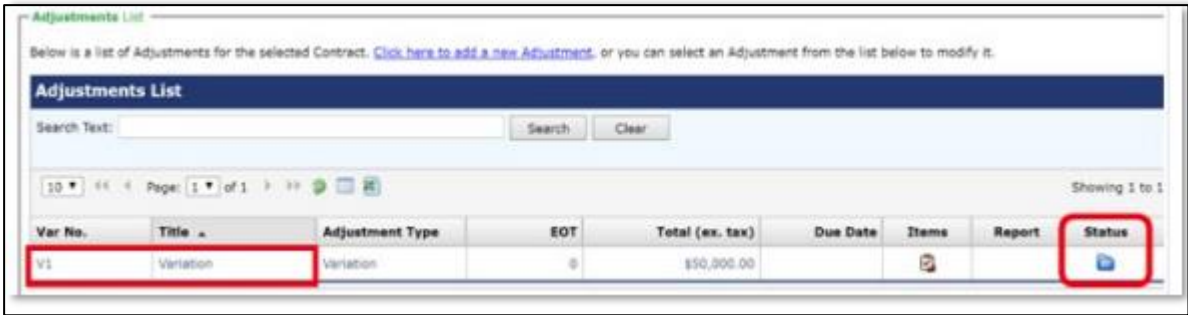 Adjustments List
Below is a list of Adjustments for the selected Contract. Click here to add a new Adjustment, or you can select an Adjustment from the list below to modify it.
Adjustments List
Search Text: Search Clear
10 Page: 1 of 1 Showing 1 to 1
Var No. Title Adjustment Type EOT Total (ex. tax) Due Date Items Report Status
V1 Variation Variation 0 $50,000.00